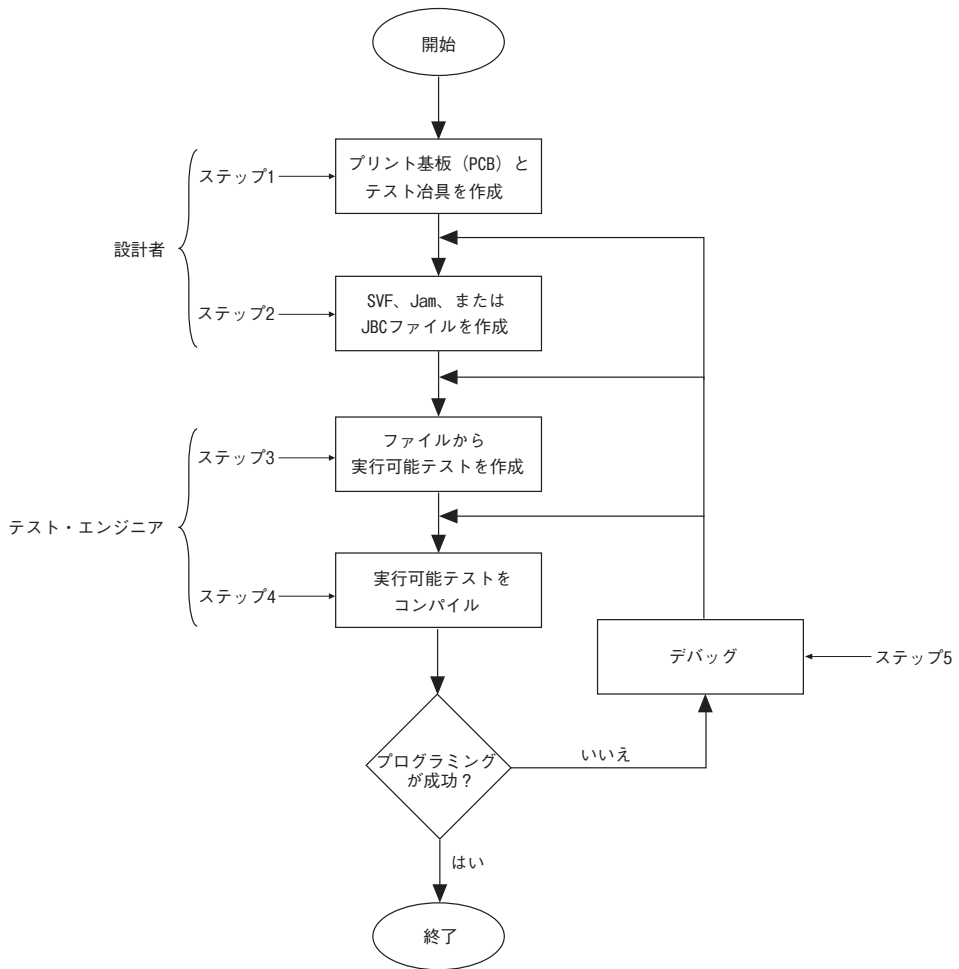 開始
プリント基板（PCB）と
テスト冶具を作成
ステップ1
設計者
SVF、Jam、または
JBCファイルを作成
ステップ2
ファイルから
実行可能テストを作成
ステップ3
テスト・エンジニア
実行可能テストを
コンパイル
ステップ4
デバッグ
ステップ5
プログラミング
が成功？
いいえ
はい
終了